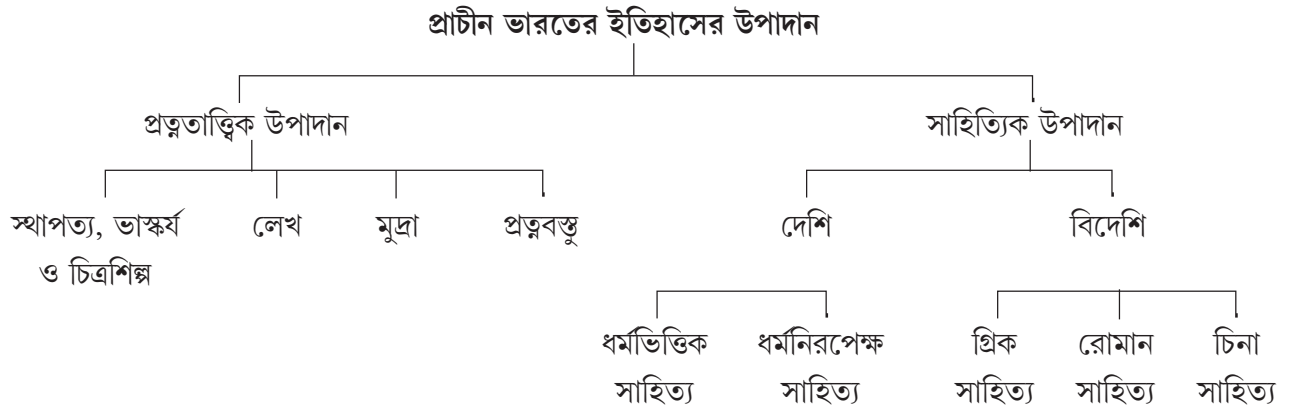 প্রাচীন ভারতের ইতিহাসের উপাদান
প্রত্নতাত্ত্বিক উপাদান
সাহিত্যিক উপাদান
স্থাপত্য, ভাস্কর্য
ও চিত্রশিল্প
লেখ
মুদ্রা
প্রত্নবস্তু
দেশি
বিদেশি
ধর্মভিত্তিক
সাহিত্য
ধর্মনিরপেক্ষ
সাহিত্য
গ্রিক
সাহিত্য
রোমান
সাহিত্য
চিনা
সাহিত্য